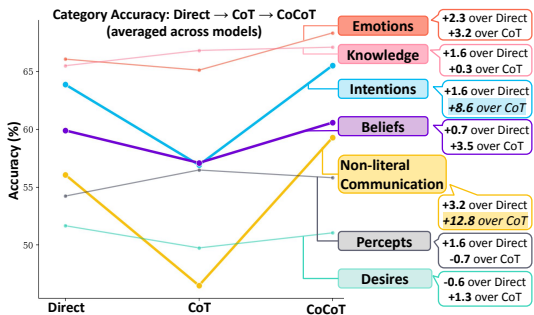 Category Accuracy: Direct → CoT → CoCoT
(averaged across models)
Accuracy (%)
65
60
55
50
Direct
CoT
CoCoT
Emotions
+2.3 over Direct
+3.2 over CoT
Knowledge
+1.6 over Direct
+0.3 over CoT
Intentions
+1.6 over Direct
+8.6 over CoT
Beliefs
+0.7 over Direct
+3.5 over CoT
Non-literal
Communication
+3.2 over Direct
+12.8 over CoT
Percepts
+1.6 over Direct
-0.7 over CoT
Desires
-0.6 over Direct
+1.3 over CoT